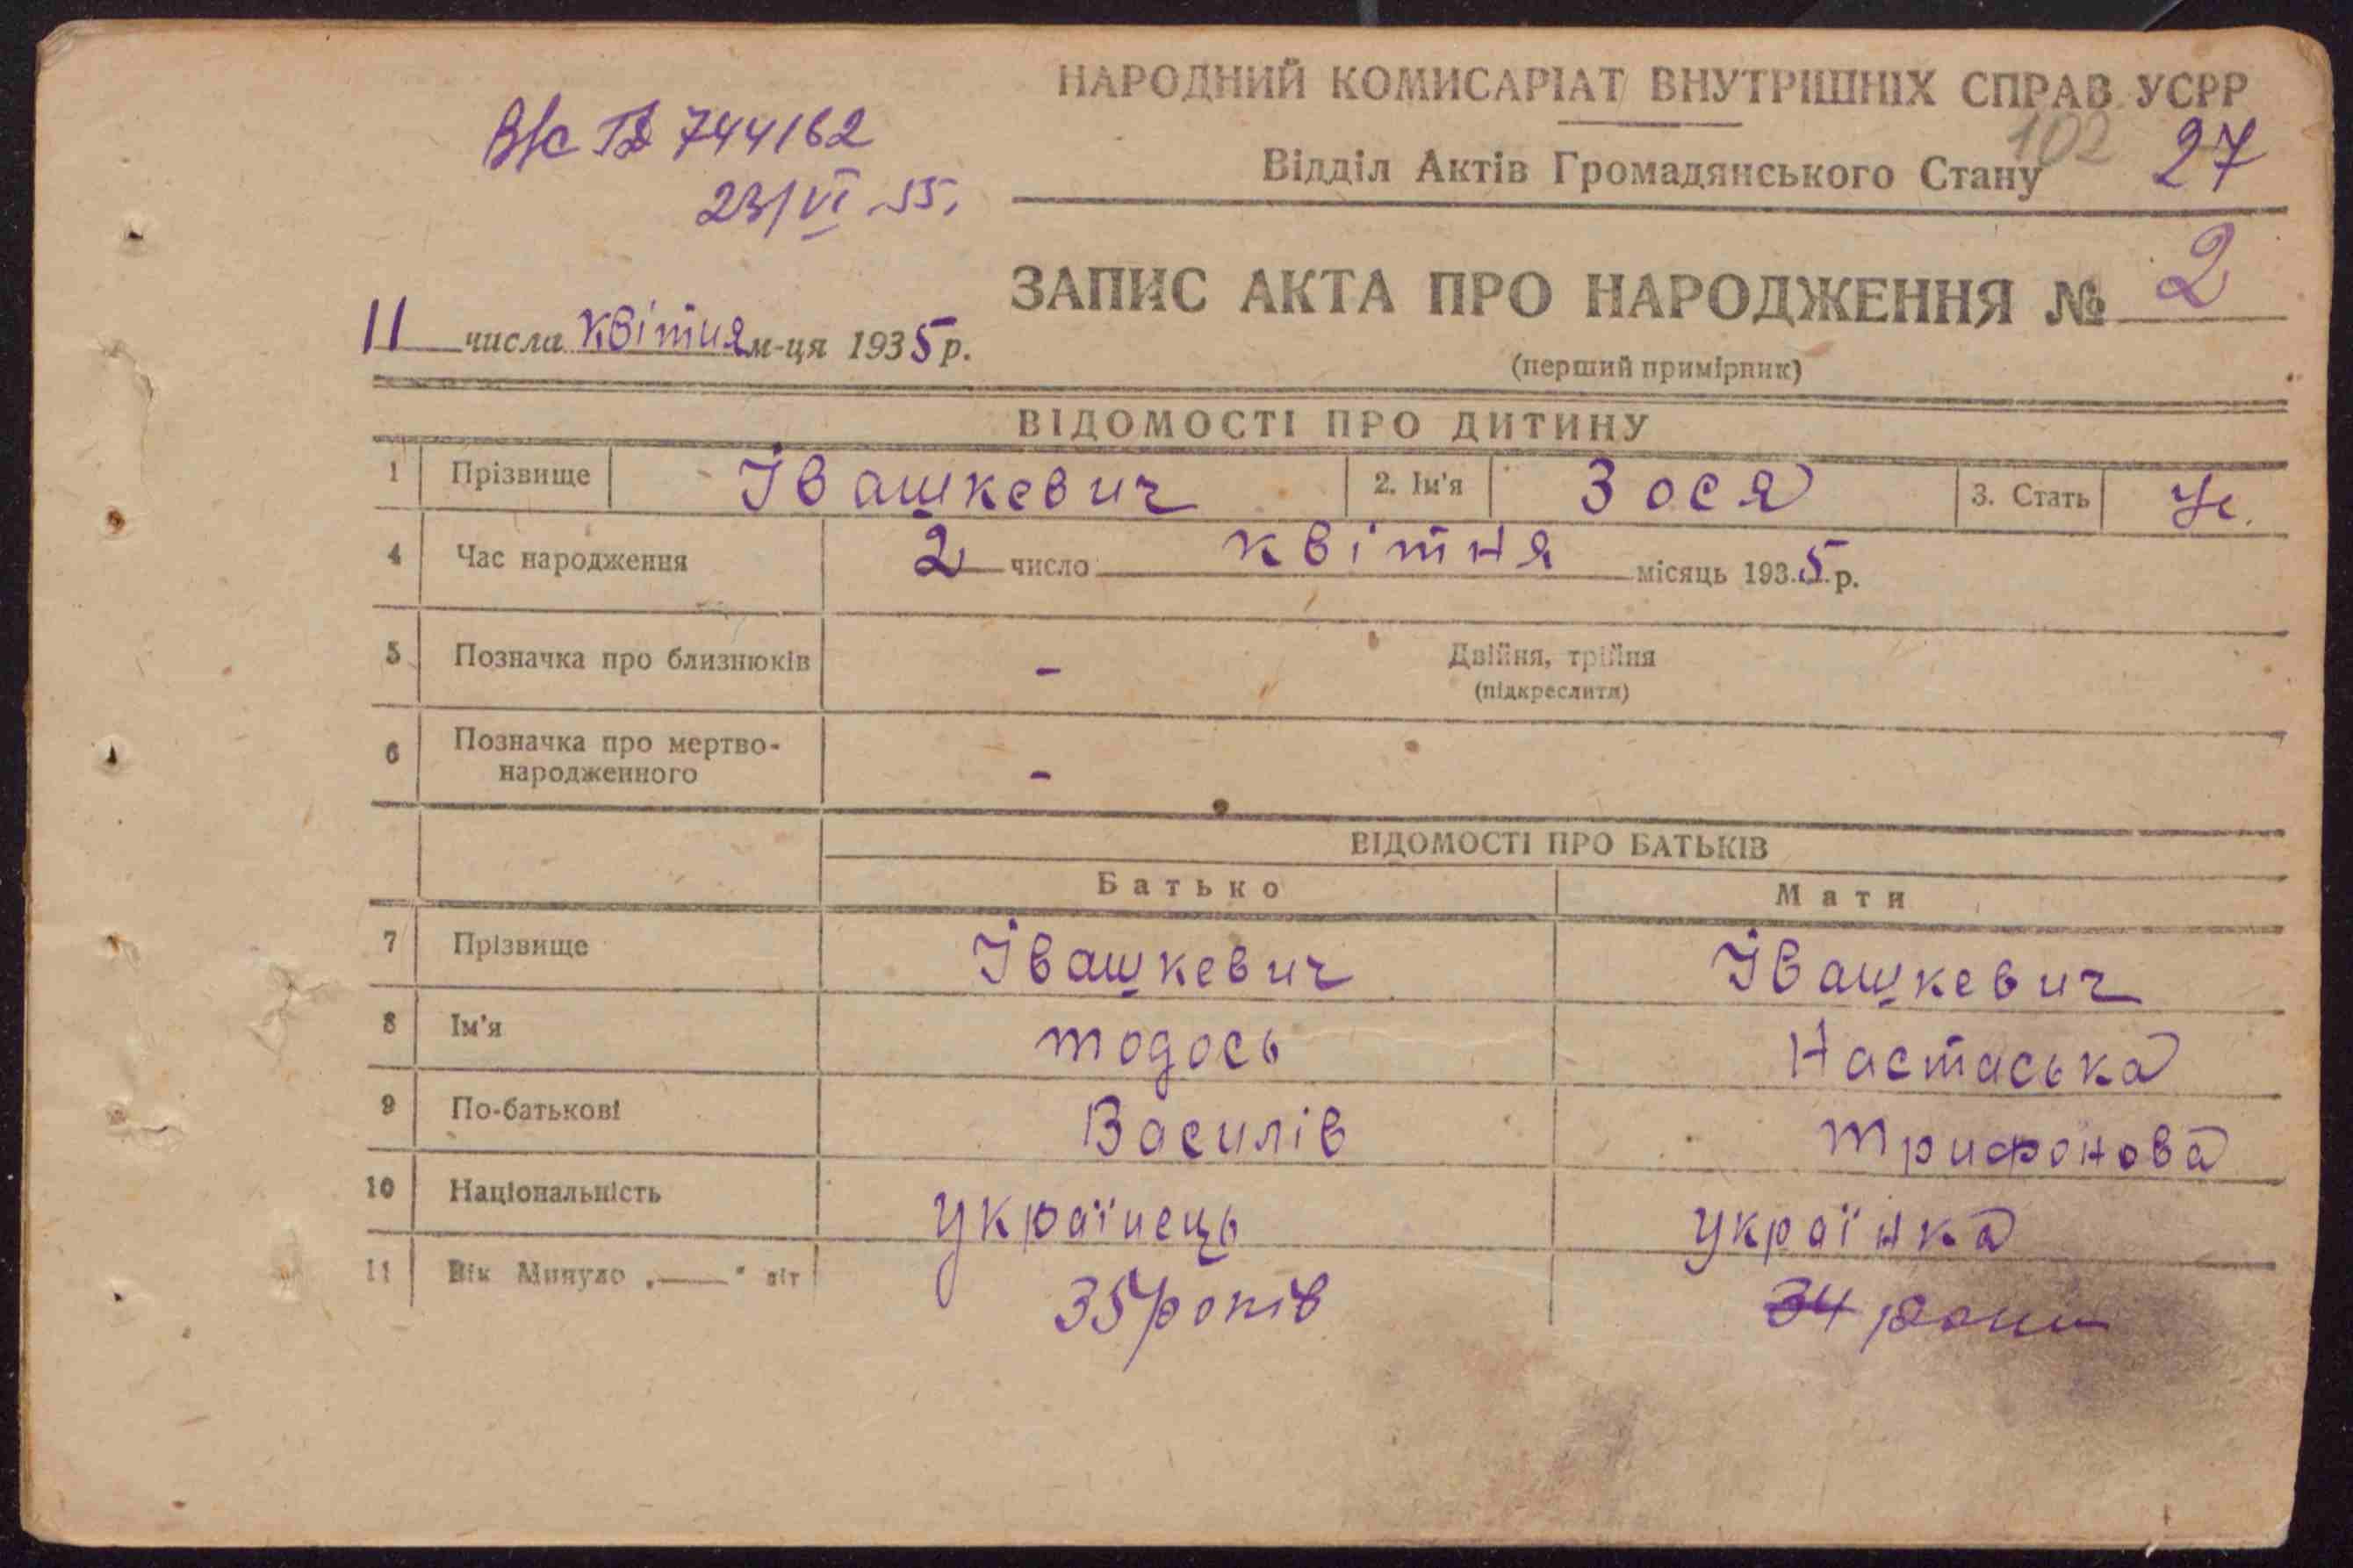 НАРОДНИЙ КОМИСАРІАТ ВНУТРІШНІХ СПРАВ УСРР
102 27
Відділ Актів Громадянського Стану
744162
23/VI 55.
ЗАПИС АКТА ПРО НАРОДЖЕННЯ № 2
11 числа квітня м-ця 1935 р.
(перший примірник)
ВІДОМОСТІ ПРО ДИТИНУ
1 Прізвище Івашкевич 2. Ім'я Зося 3. Стать Ж.
4 Час народження 2 число квітня місяць 1935 р.
5 Позначка про близнюків - Двійня, трійня
(підкреслити)
6 Позначка про мертво-
народженного -
ВІДОМОСТІ ПРО БАТЬКІВ
Батько Мати
7 Прізвище Івашкевич Івашкевич
8 Ім'я тодось Настаська
9 По-батькові Василів Трифонова
10 Національність українець українка
11 Вік Минуло „——" літ 35 років 34 роки